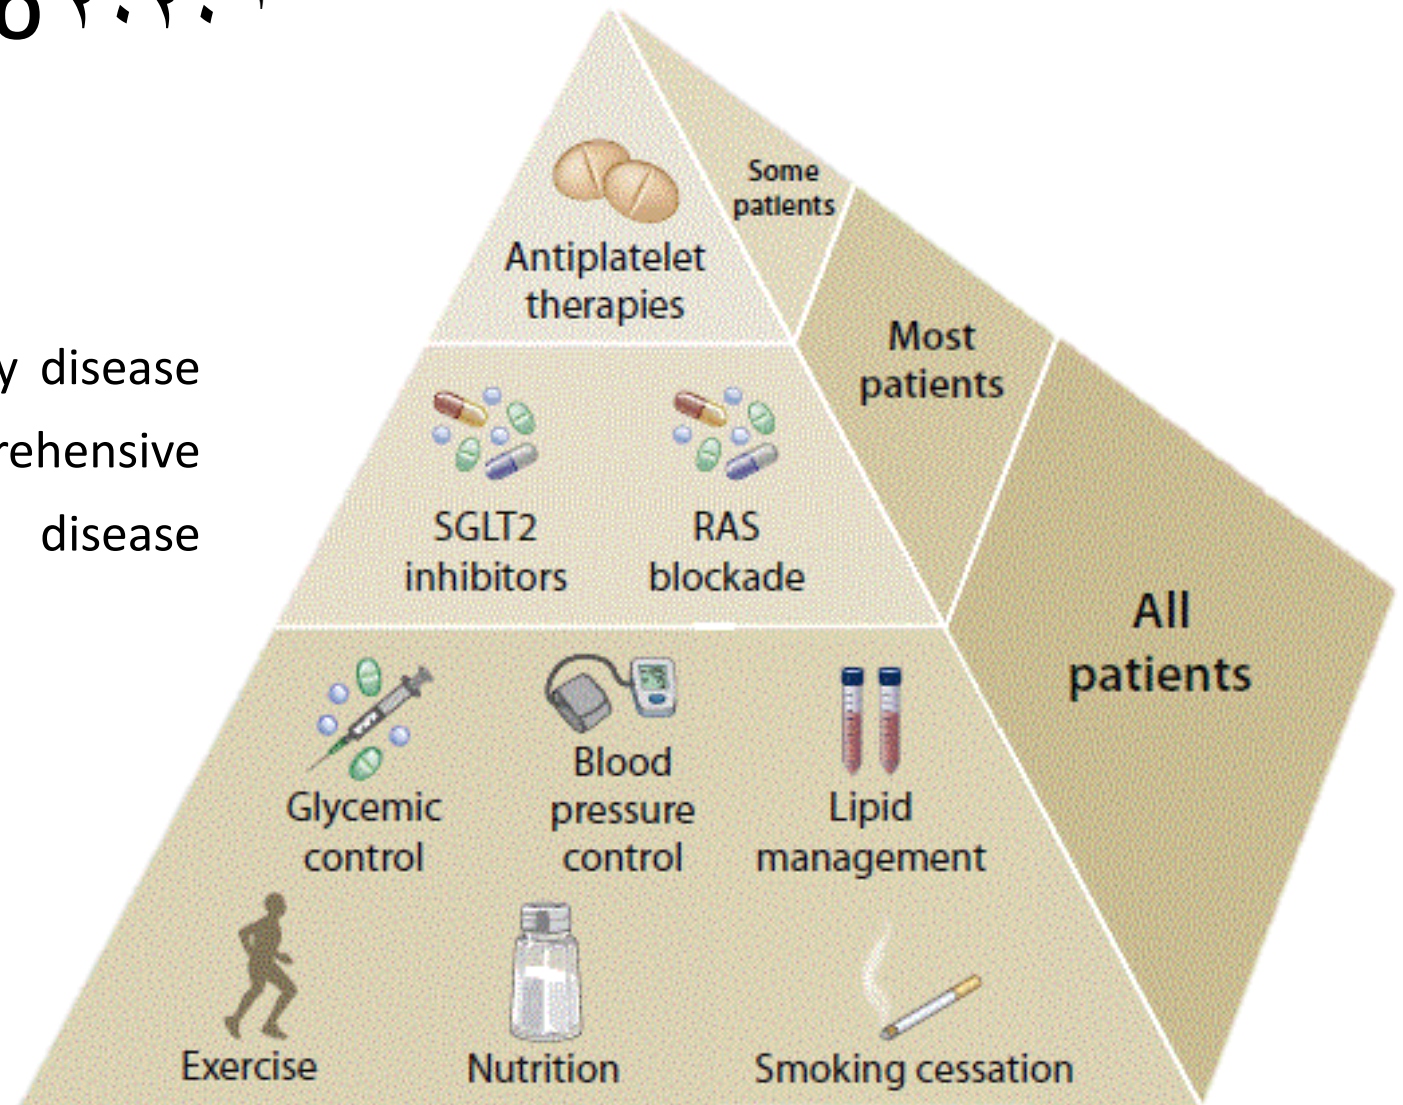 ۲۰۲۰
y disease
rehensive
disease
Some
patients
Antiplatelet
therapies
Most
patients
SGLT2
inhibitors
RAS
blockade
All
patients
Glycemic
control
Blood
pressure
control
Lipid
management
Exercise
Nutrition
Smoking cessation